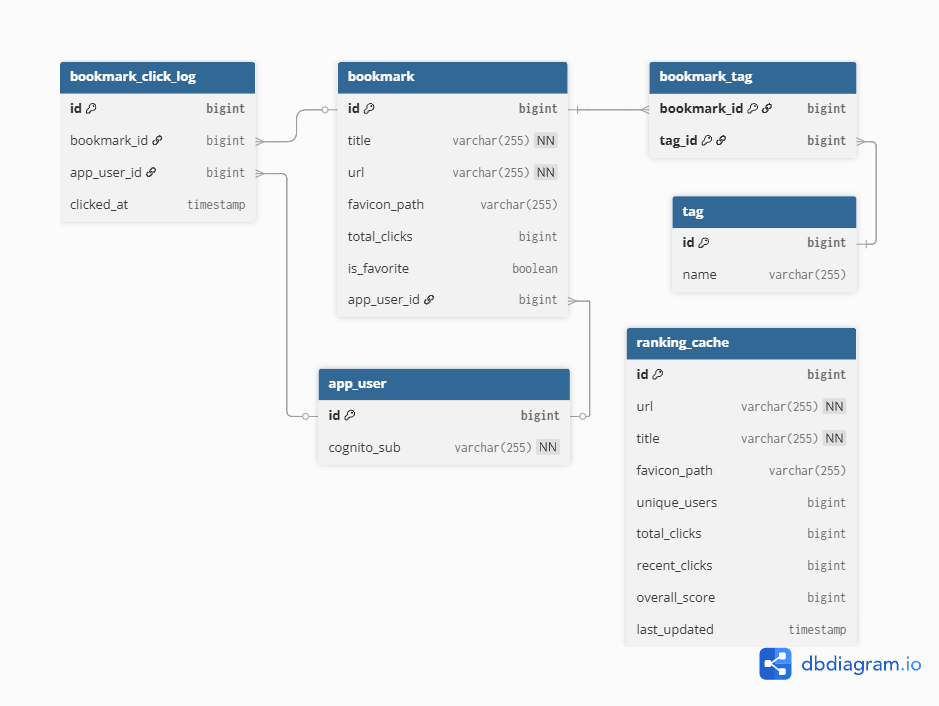 bookmark_click_log
id bigint
bookmark_id bigint
app_user_id bigint
clicked_at timestamp
bookmark
id bigint
title varchar(255) NN
url varchar(255) NN
favicon_path varchar(255)
total_clicks bigint
is_favorite boolean
app_user_id bigint
bookmark_tag
bookmark_id bigint
tag_id bigint
tag
id bigint
name varchar(255)
app_user
id bigint
cognito_sub varchar(255) NN
ranking_cache
id bigint
url varchar(255) NN
title varchar(255) NN
favicon_path varchar(255)
unique_users bigint
total_clicks bigint
recent_clicks bigint
overall_score bigint
last_updated timestamp
dbdiagram.io